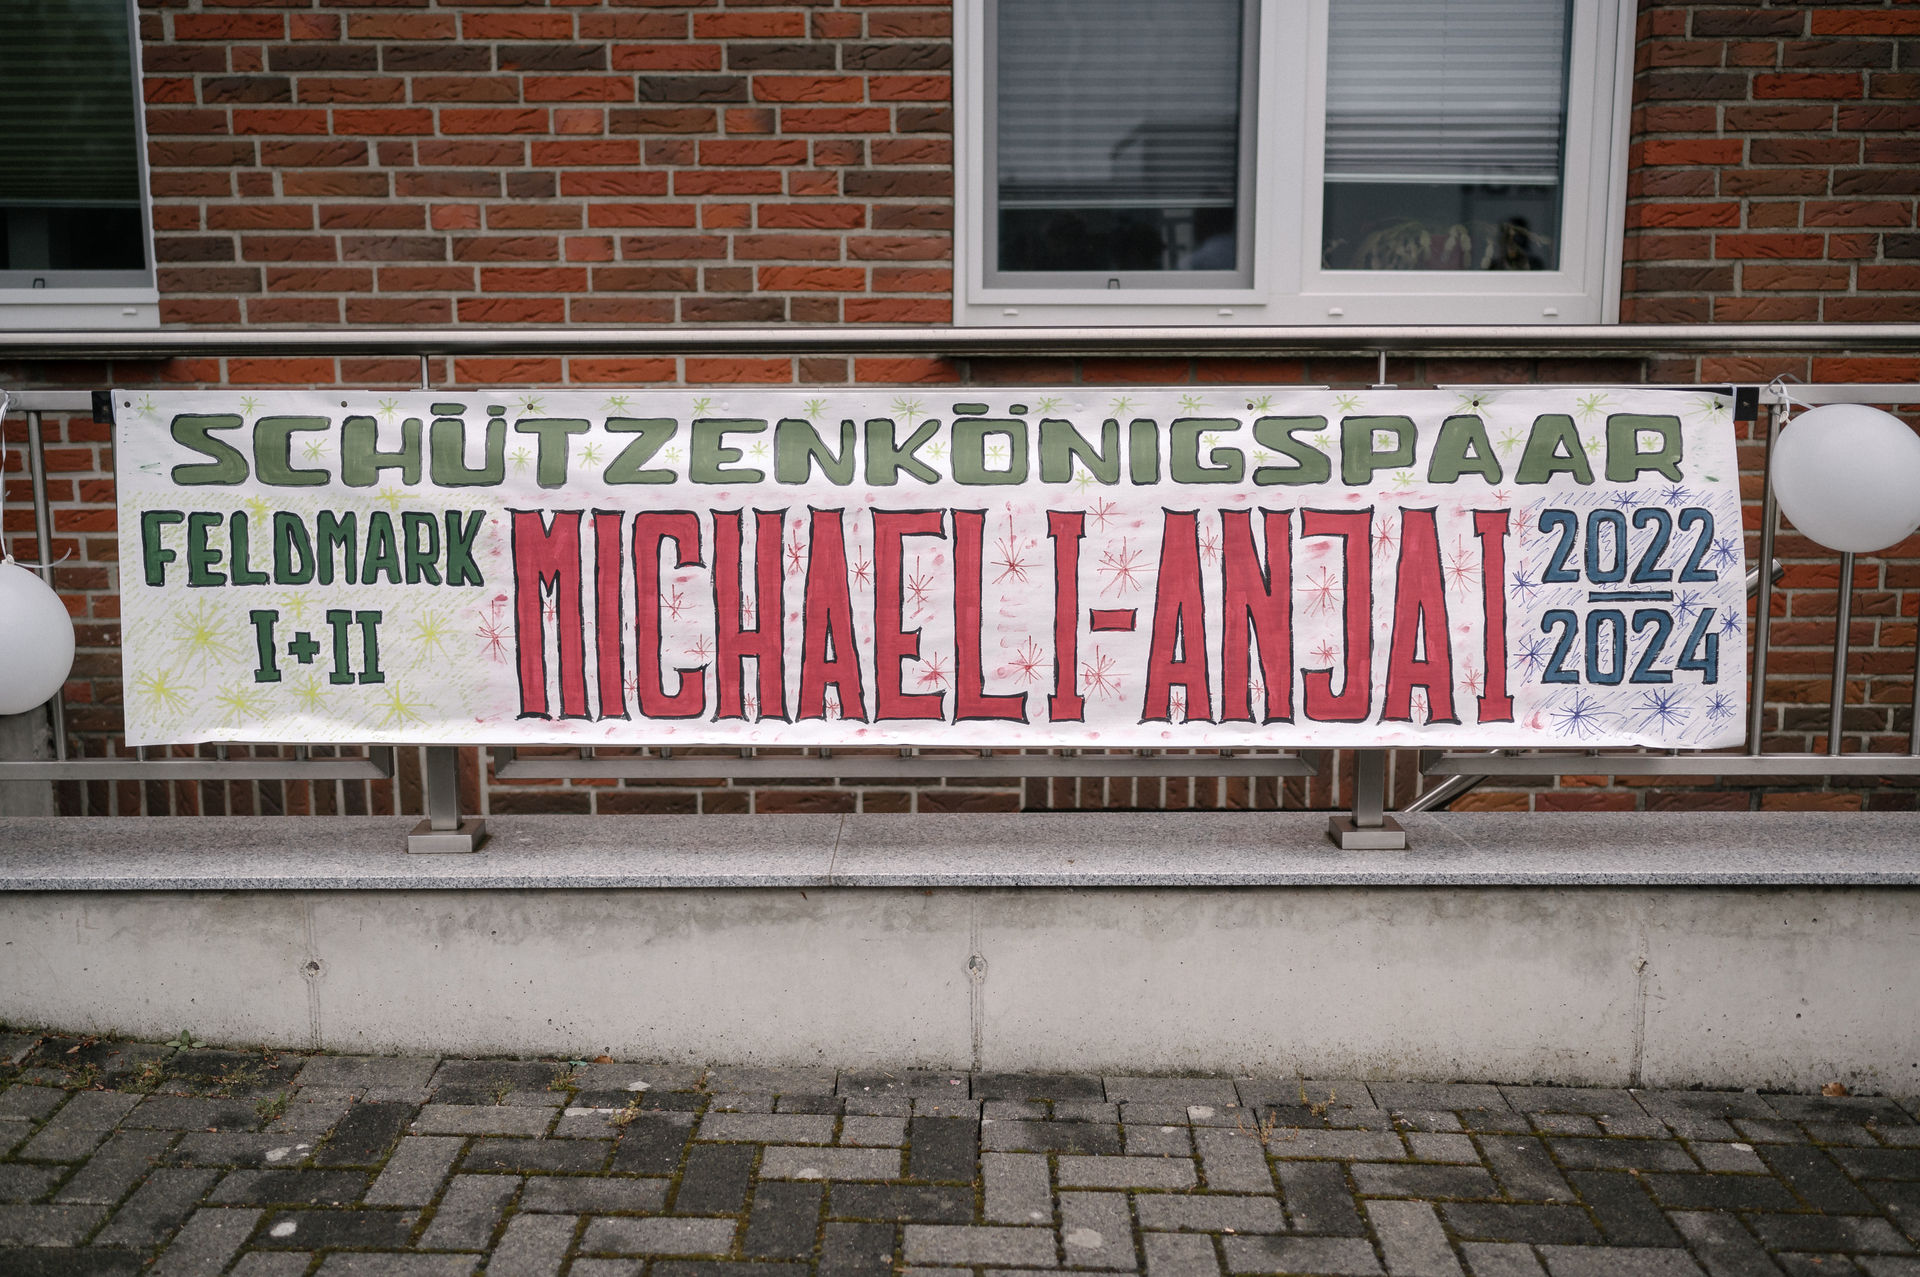 SCHÜTZENKÖNIGSPAAR
FELDMARK
I+II
MICHAEL I-ANJA I
2022
2024